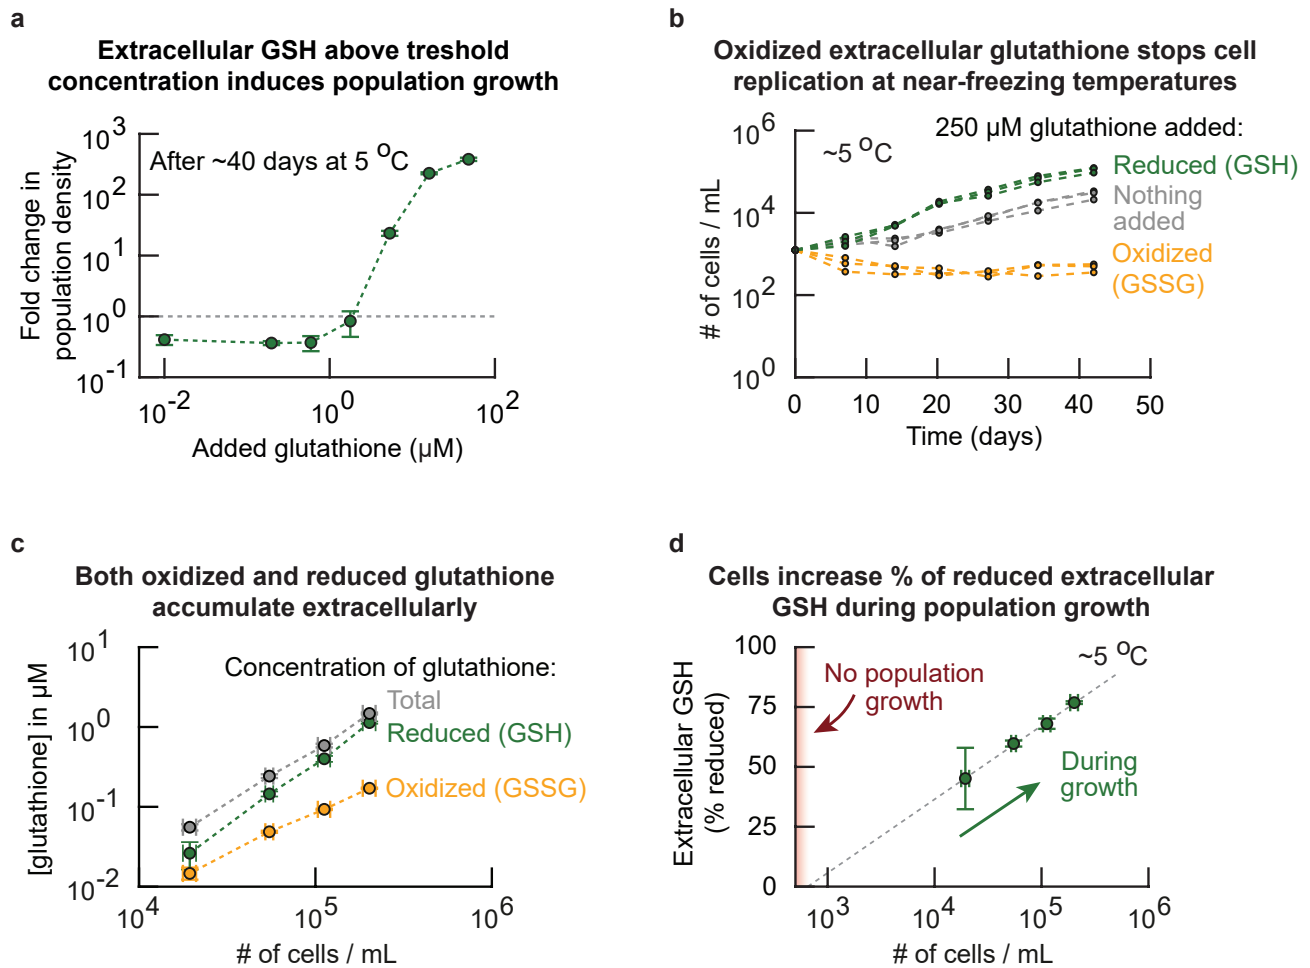 a
Extracellular GSH above treshold
concentration induces population growth
After ~40 days at 5 ºC
Fold change in
population density
10^3
10^2
10^1
10^0
10^-1
10^-2
10^0
10^2
Added glutathione (µM)
b
Oxidized extracellular glutathione stops cell
replication at near-freezing temperatures
250 µM glutathione added:
~5 ºC
Reduced (GSH)
Nothing
added
Oxidized
(GSSG)
# of cells / mL
10^6
10^4
10^2
10^0
0 10 20 30 40 50
Time (days)
c
Both oxidized and reduced glutathione
accumulate extracellularly
Concentration of glutathione:
Total
Reduced (GSH)
Oxidized (GSSG)
[glutathione] in µM
10^1
10^0
10^-1
10^-2
10^4
10^5
10^6
# of cells / mL
d
Cells increase % of reduced extracellular
GSH during population growth
~5 ºC
No population
growth
During
growth
Extracellular GSH
(% reduced)
100
75
50
25
0
10^3
10^4
10^5
10^6
# of cells / mL